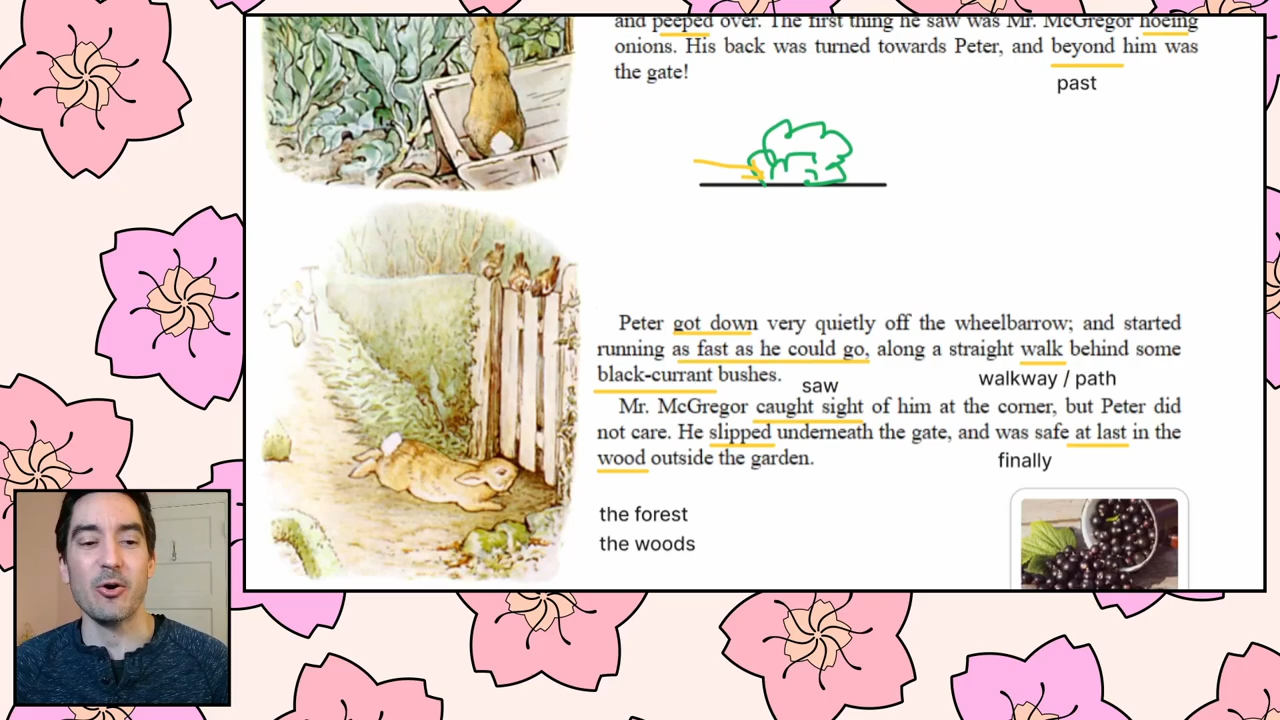 and peeped over. The first thing he saw was Mr. McGregor hoeing
onions. His back was turned towards Peter, and beyond him was
the gate!
past
Peter got down very quietly off the wheelbarrow; and started
running as fast as he could go, along a straight walk behind some
black-currant bushes.
saw
walkway / path
Mr. McGregor caught sight of him at the corner, but Peter did
not care. He slipped underneath the gate, and was safe at last in the
wood outside the garden.
finally
the forest
the woods